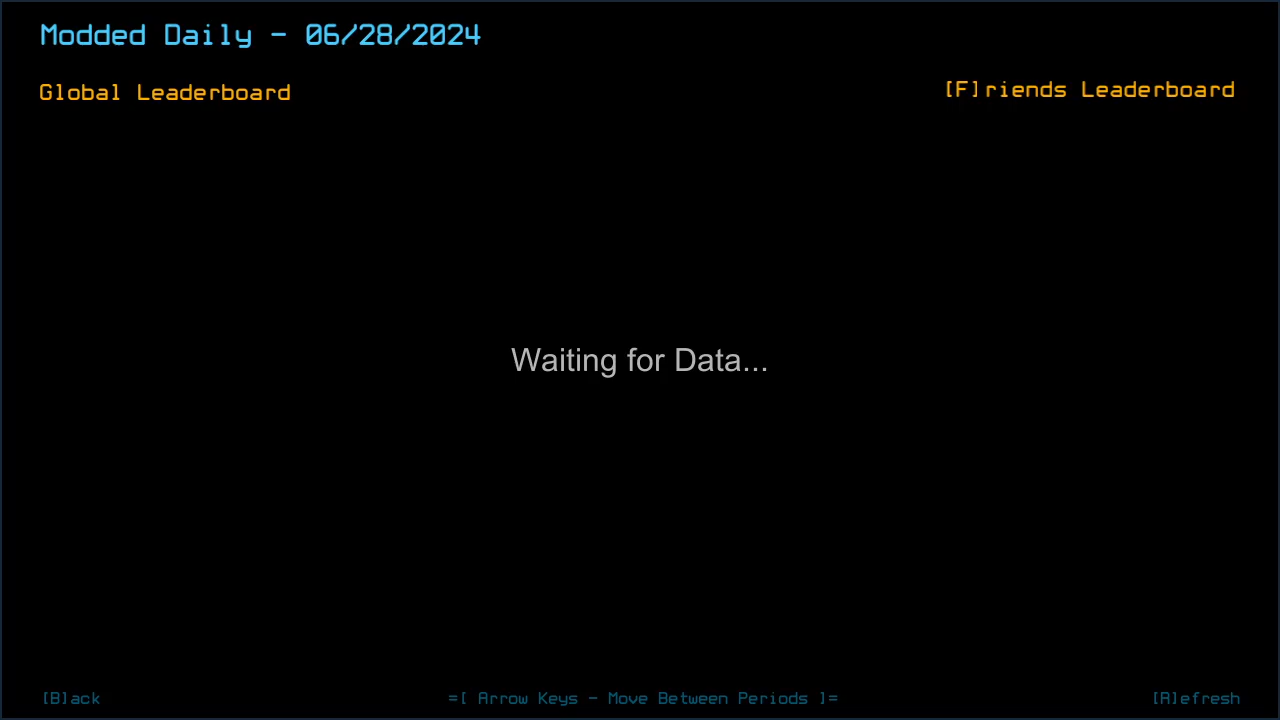 Modded Daily - 06/28/2024
Global Leaderboard
[F]riends Leaderboard
Waiting for Data...
[B]ack
=[ Arrow Keys - Move Between Periods ]=
[R]efresh